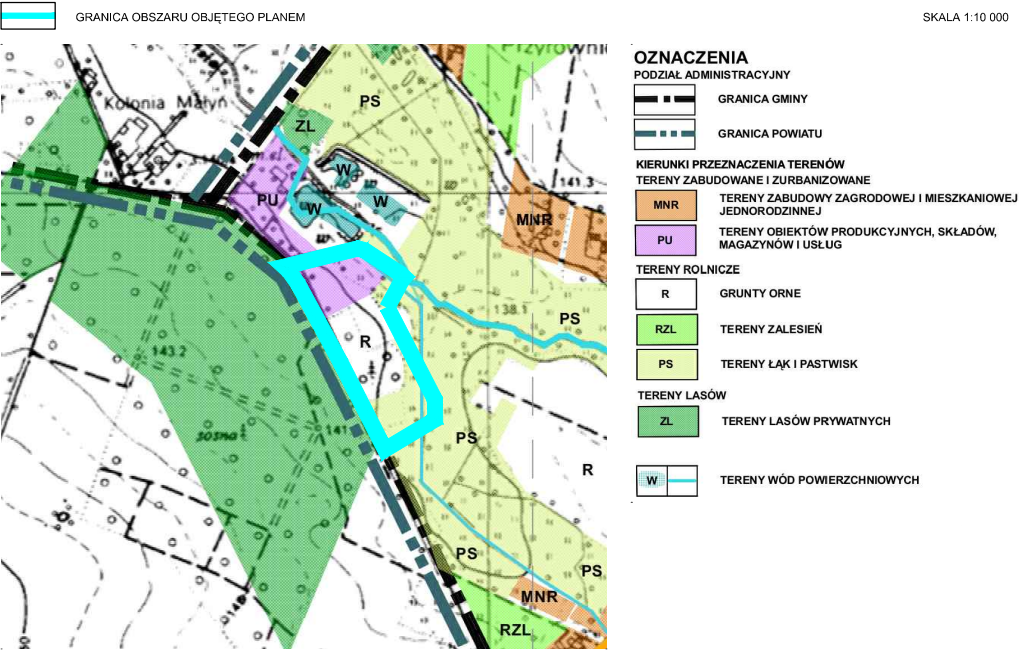 GRANICA OBSZARU OBJĘTEGO PLANEM
SKALA 1:10 000
OZNACZENIA
PODZIAŁ ADMINISTRACYJNY
GRANICA GMINY
GRANICA POWIATU
KIERUNKI PRZEZNACZENIA TERENÓW
TERENY ZABUDOWANE I ZURBANIZOWANE
MNR
TERENY ZABUDOWY ZAGRODOWEJ I MIESZKANIOWEJ
JEDNORODZINNEJ
PU
TERENY OBIEKTÓW PRODUKCYJNYCH, SKŁADÓW,
MAGAZYNÓW I USŁUG
TERENY ROLNICZE
R
GRUNTY ORNE
RZL
TERENY ZALESIEŃ
PS
TERENY ŁĄK I PASTWISK
TERENY LASÓW
ZL
TERENY LASÓW PRYWATNYCH
W
TERENY WÓD POWIERZCHNIOWYCH
Kolonia Małyń
PS
ZL
W
W
W
PU
141.3
MNR
138.1
PS
R
143.2
sosna
PS
R
PS
PS
MNR
RZL